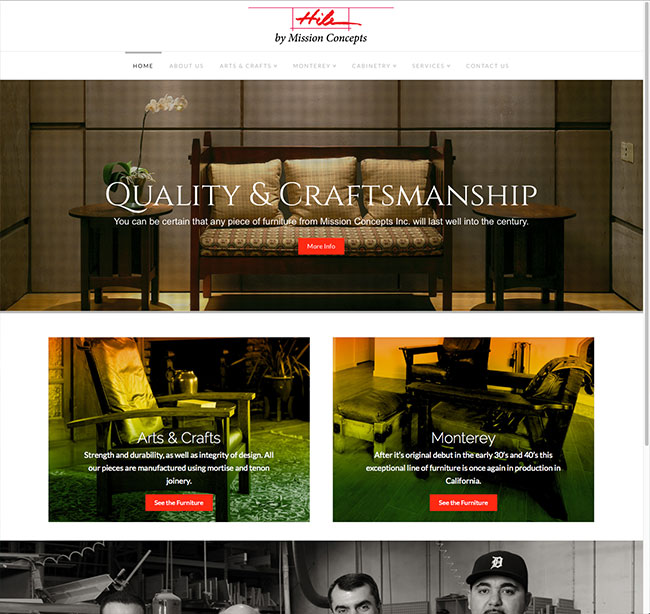 Hile
by Mission Concepts
HOME ABOUT US ARTS & CRAFTS MONTEREY CABINETRY SERVICES CONTACT US
QUALITY & CRAFTSMANSHIP
You can be certain that any piece of furniture from Mission Concepts Inc. will last well into the century.
More Info
Arts & Crafts
Strength and durability, as well as integrity of design. All
our pieces are manufactured using mortise and tenon
joinery.
See the Furniture
Monterey
After it's original debut in the early 30's and 40's this
exceptional line of furniture is once again in production in
California.
See the Furniture
D